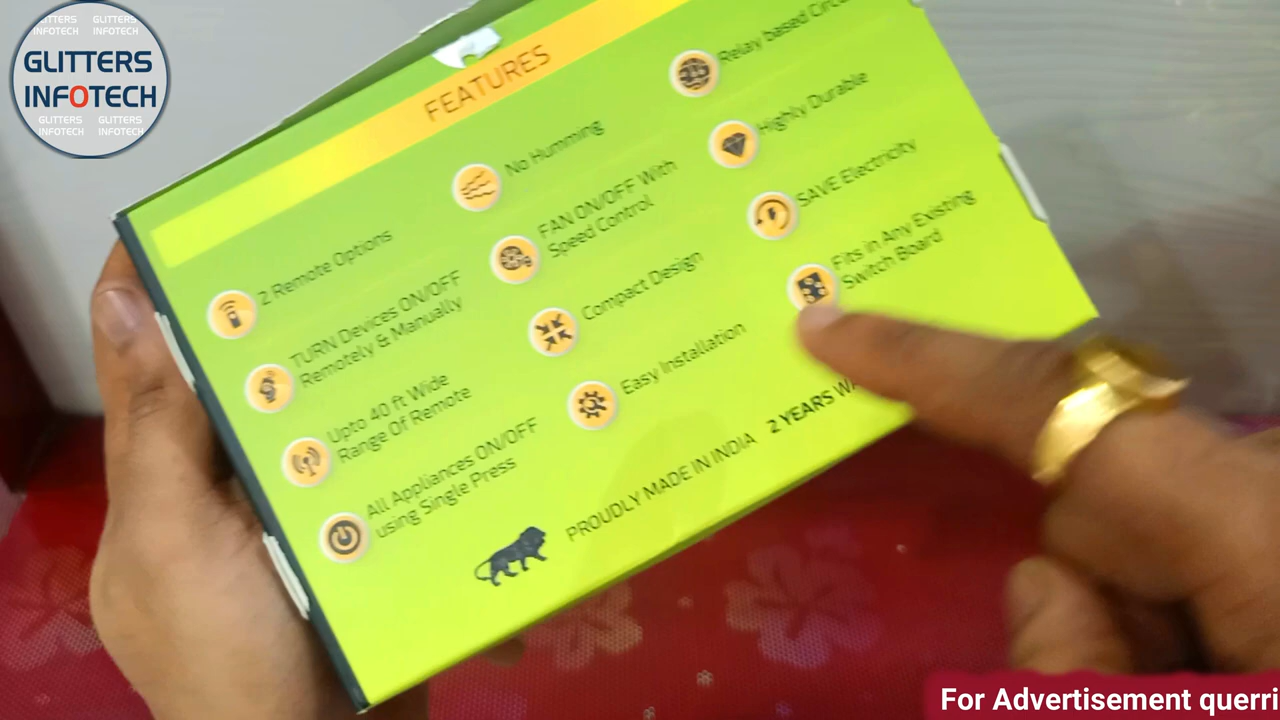 GLITTERS
INFOTECH
GLITTERS
INFOTECH
GLITTERS
INFOTECH
GLITTERS
INFOTECH
FEATURES
2 Remote Options
TURN Devices ON/OFF
Remotely & Manually
Upto 40 ft Wide
Range Of Remote
All Appliances ON/OFF
using Single Press
No Humming
FAN ON/OFF With
Speed Control
Compact Design
Easy Installation
Relay based
Highly Durable
SAVE Electricity
Fits in Any Existing
Switch Board
PROUDLY MADE IN INDIA 2 YEARS
For Advertisement querri